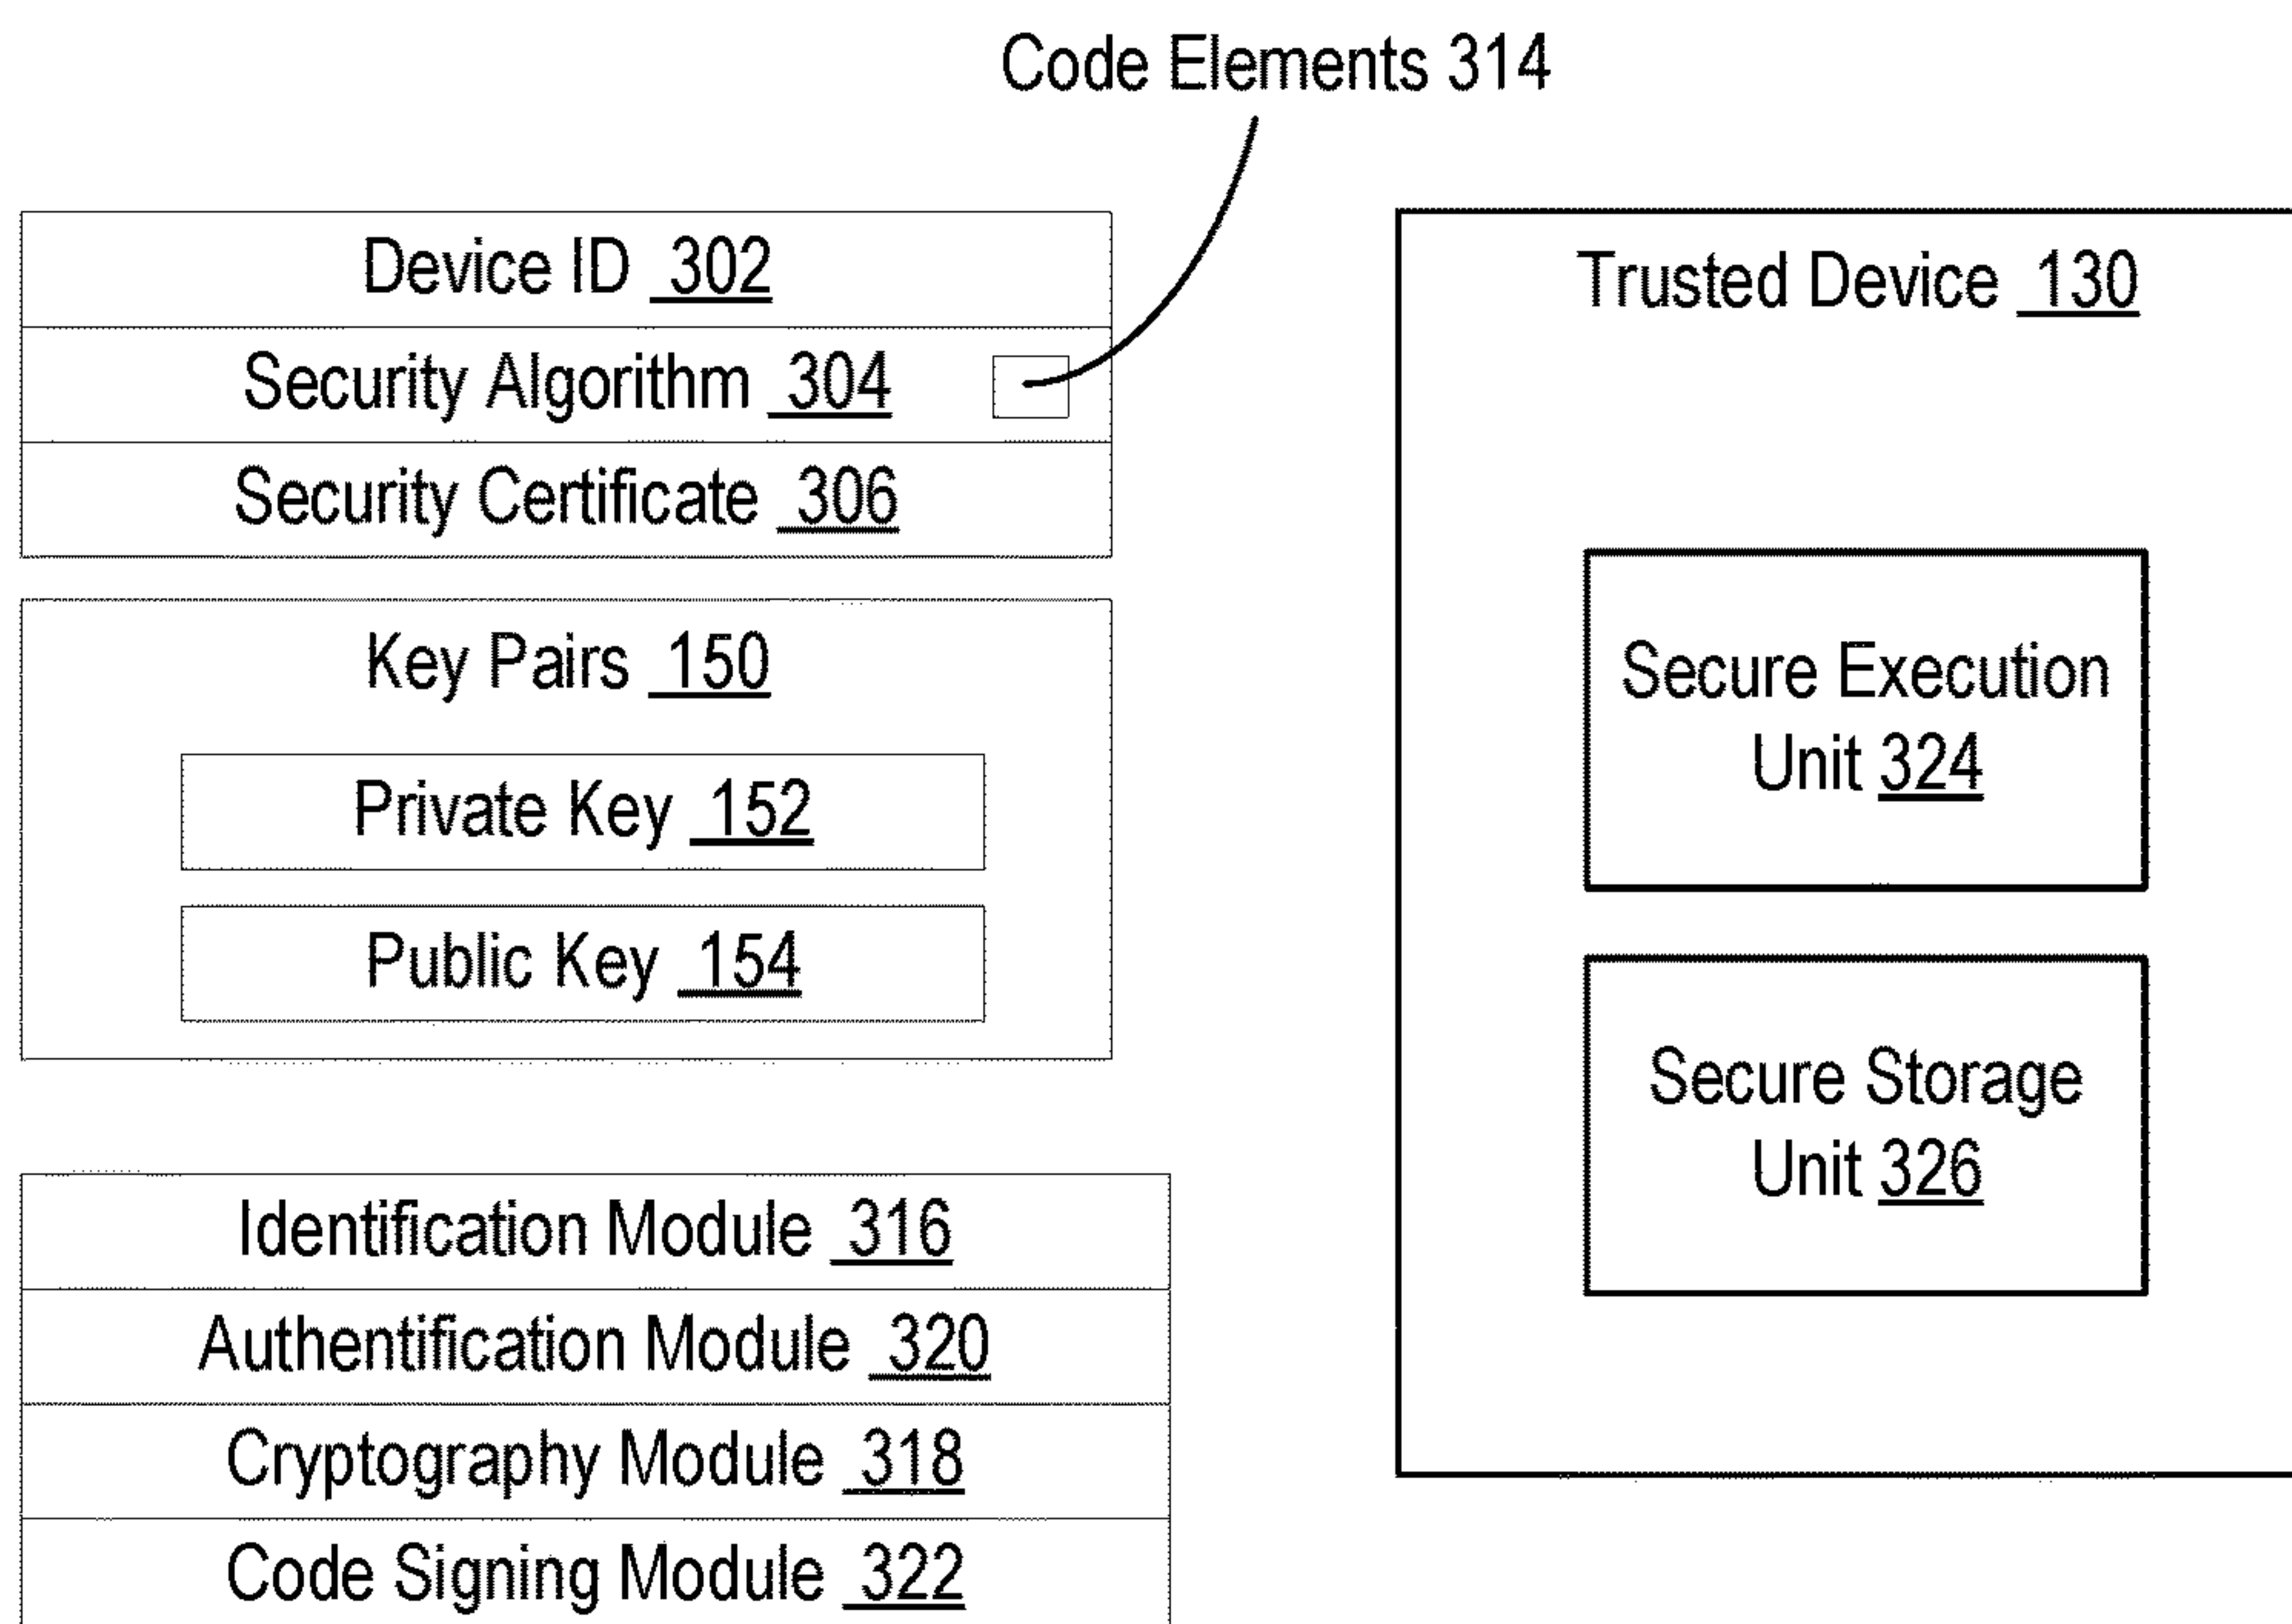 Code Elements 314
Device ID 302
Security Algorithm 304
Security Certificate 306
Key Pairs 150
Private Key 152
Public Key 154
Identification Module 316
Authentification Module 320
Cryptography Module 318
Code Signing Module 322
Trusted Device 130
Secure Execution
Unit 324
Secure Storage
Unit 326